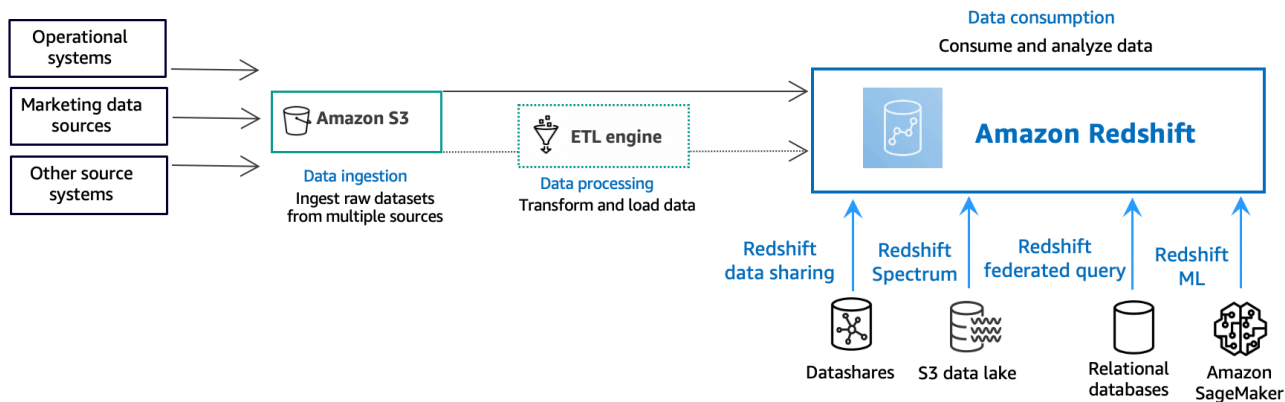 Operational
systems
Marketing data
sources
Other source
systems
Amazon S3
Data ingestion
Ingest raw datasets
from multiple sources
ETL engine
Data processing
Transform and load data
Data consumption
Consume and analyze data
Amazon Redshift
Redshift
data sharing
Redshift
Spectrum
Redshift
federated query
Redshift
ML
Datashares
S3 data lake
Relational
databases
Amazon
SageMaker